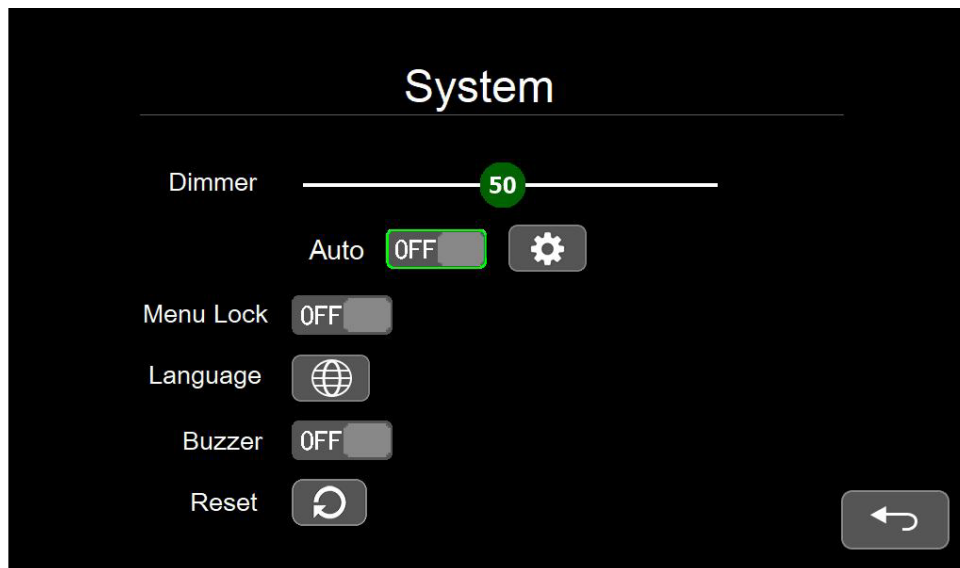 System
Dimmer 50
Auto OFF
Menu Lock OFF
Language
Buzzer OFF
Reset